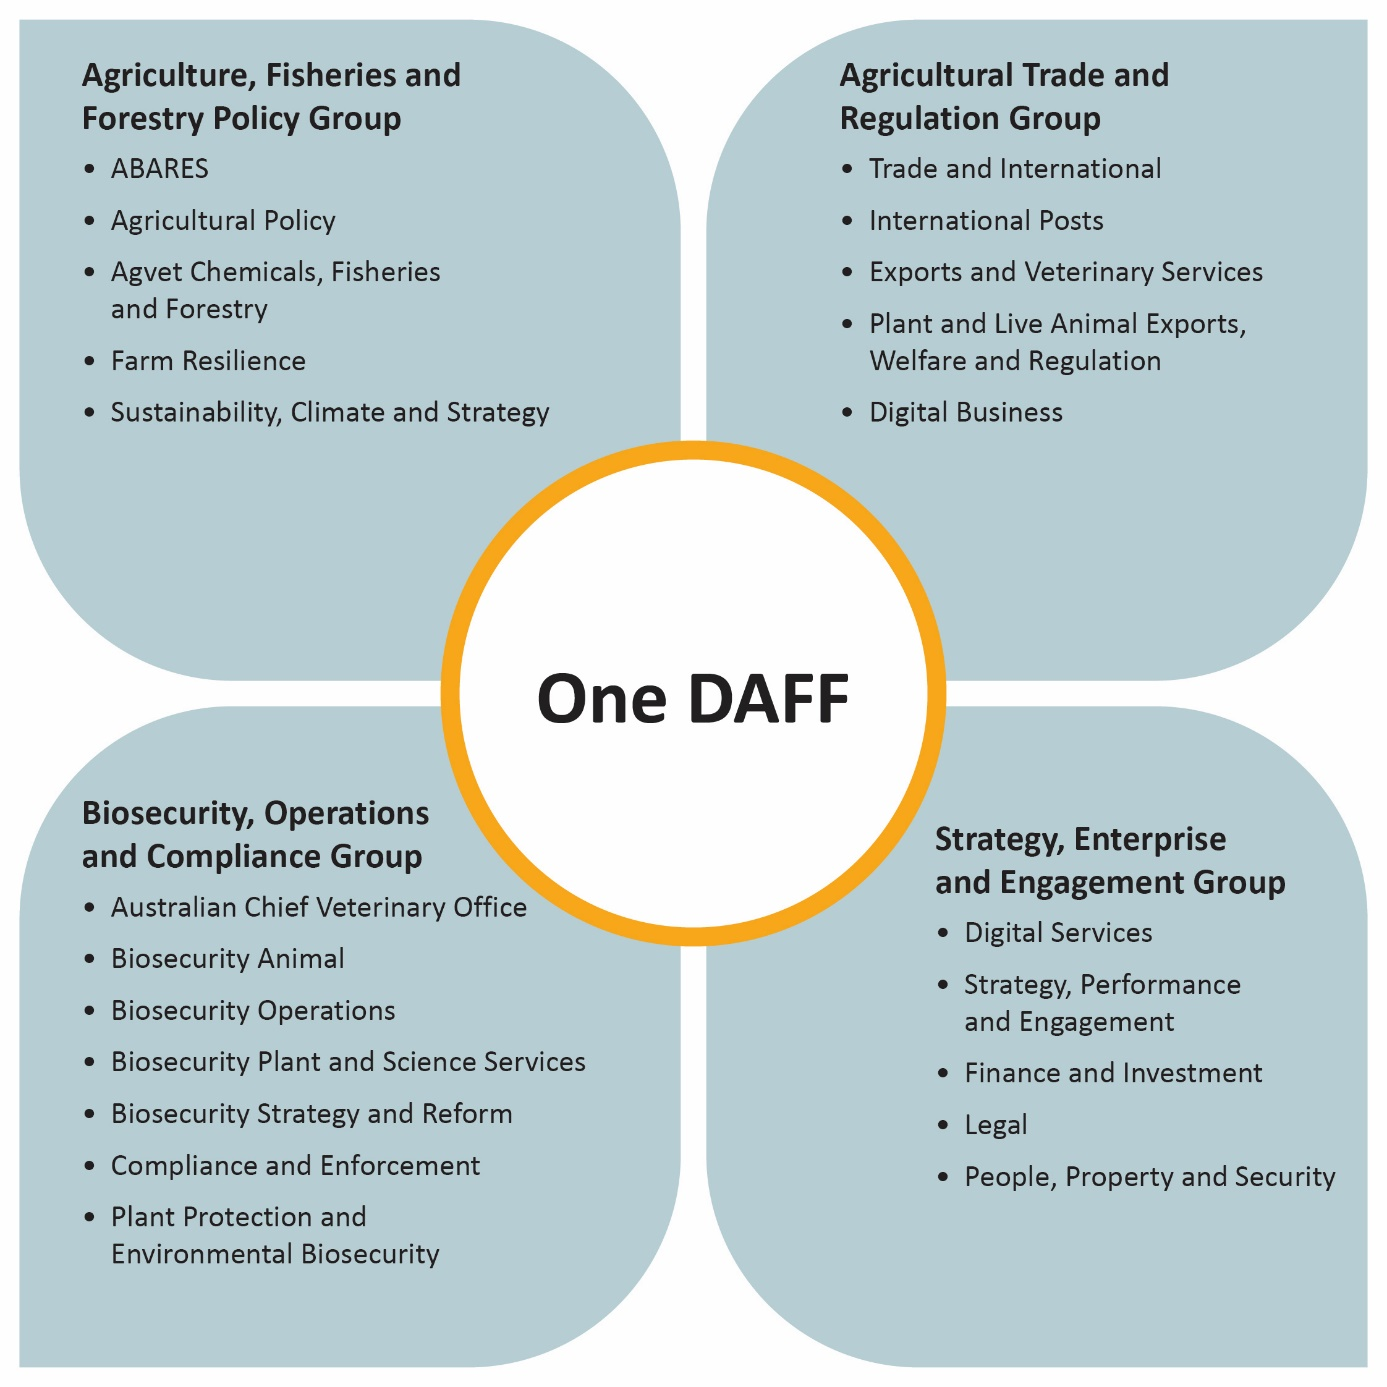 Agriculture, Fisheries and
Forestry Policy Group
• ABARES
• Agricultural Policy
• Agvet Chemicals, Fisheries
and Forestry
• Farm Resilience
• Sustainability, Climate and Strategy
Agricultural Trade and
Regulation Group
• Trade and International
• International Posts
• Exports and Veterinary Services
• Plant and Live Animal Exports,
Welfare and Regulation
• Digital Business
One DAFF
Biosecurity, Operations
and Compliance Group
• Australian Chief Veterinary Office
• Biosecurity Animal
• Biosecurity Operations
• Biosecurity Plant and Science Services
• Biosecurity Strategy and Reform
• Compliance and Enforcement
• Plant Protection and
Environmental Biosecurity
Strategy, Enterprise
and Engagement Group
• Digital Services
• Strategy, Performance
and Engagement
• Finance and Investment
• Legal
• People, Property and Security